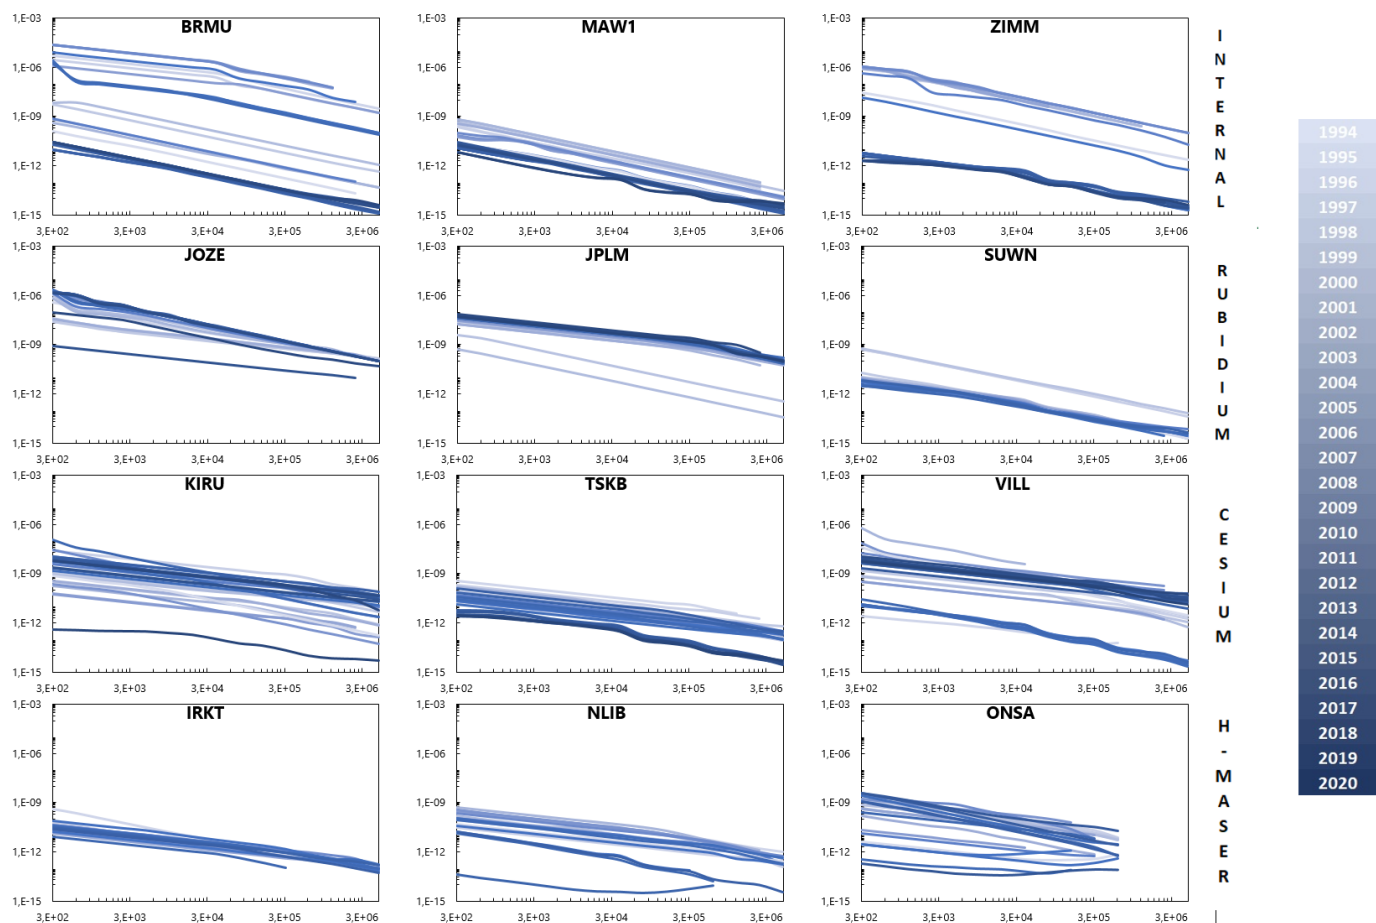 BRMU
1,E-03
1,E-06
1,E-09
1,E-12
1,E-15
3,E+02 3,E+03 3,E+04 3,E+05 3,E+06
MAW1
1,E-03
1,E-06
1,E-09
1,E-12
1,E-15
3,E+02 3,E+03 3,E+04 3,E+05 3,E+06
ZIMM
1,E-03
1,E-06
1,E-09
1,E-12
1,E-15
3,E+02 3,E+03 3,E+04 3,E+05 3,E+06
INTERNAL
JOZE
1,E-03
1,E-06
1,E-09
1,E-12
1,E-15
3,E+02 3,E+03 3,E+04 3,E+05 3,E+06
JPLM
1,E-03
1,E-06
1,E-09
1,E-12
1,E-15
3,E+02 3,E+03 3,E+04 3,E+05 3,E+06
SUWN
1,E-03
1,E-06
1,E-09
1,E-12
1,E-15
3,E+02 3,E+03 3,E+04 3,E+05 3,E+06
RUBIDIUM
KIRU
1,E-03
1,E-06
1,E-09
1,E-12
1,E-15
3,E+02 3,E+03 3,E+04 3,E+05 3,E+06
TSKB
1,E-03
1,E-06
1,E-09
1,E-12
1,E-15
3,E+02 3,E+03 3,E+04 3,E+05 3,E+06
VILL
1,E-03
1,E-06
1,E-09
1,E-12
1,E-15
3,E+02 3,E+03 3,E+04 3,E+05 3,E+06
CESIUM
IRKT
1,E-03
1,E-06
1,E-09
1,E-12
1,E-15
3,E+02 3,E+03 3,E+04 3,E+05 3,E+06
NLIB
1,E-03
1,E-06
1,E-09
1,E-12
1,E-15
3,E+02 3,E+03 3,E+04 3,E+05 3,E+06
ONSA
1,E-03
1,E-06
1,E-09
1,E-12
1,E-15
3,E+02 3,E+03 3,E+04 3,E+05 3,E+06
H-MASER
1994
1995
1996
1997
1998
1999
2000
2001
2002
2003
2004
2005
2006
2007
2008
2009
2010
2011
2012
2013
2014
2015
2016
2017
2018
2019
2020